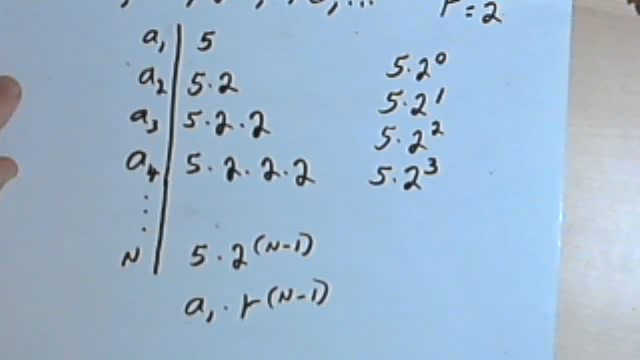 r = 2
a₁ 5 5·2⁰
a₂ 5·2 5·2¹
a₃ 5·2·2 5·2²
a₄ 5·2·2·2 5·2³
⋮
N 5·2⁽ᴺ⁻¹⁾
a₁·r⁽ᴺ⁻¹⁾